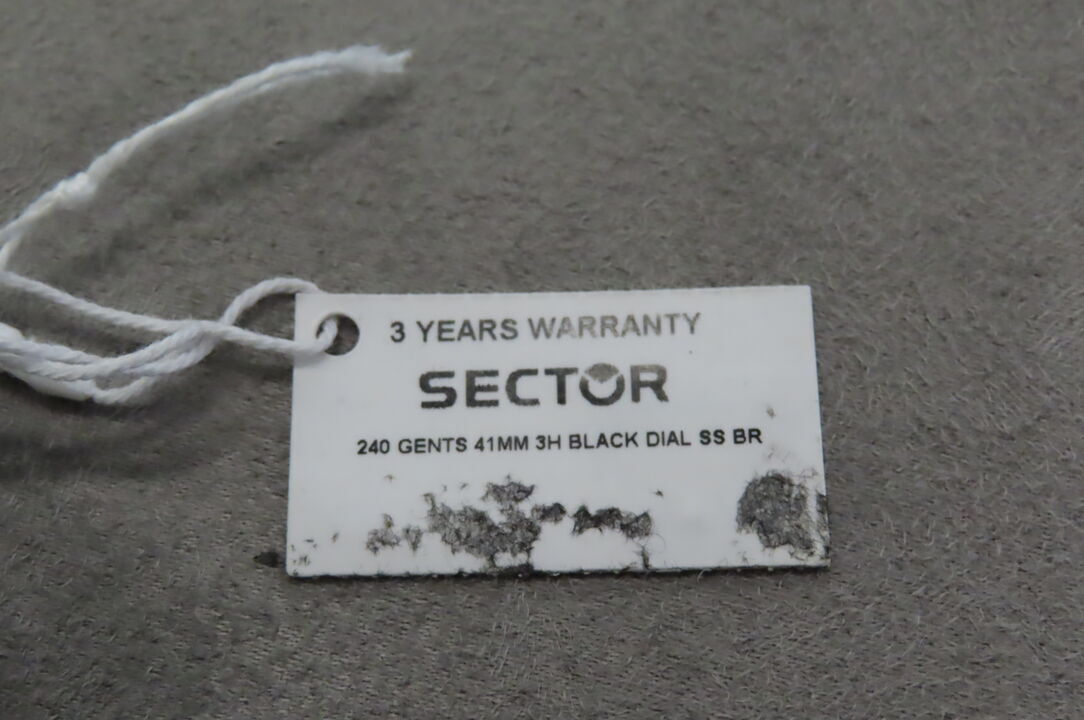 3 YEARS WARRANTY
SECTOR
240 GENTS 41MM 3H BLACK DIAL SS BR